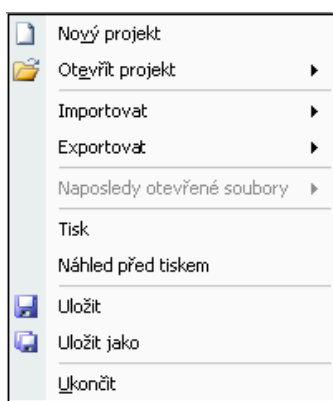 Nový projekt
Otevřít projekt
Importovat
Exportovat
Naposledy otevřené soubory
Tisk
Náhled před tiskem
Uložit
Uložit jako
Ukončit